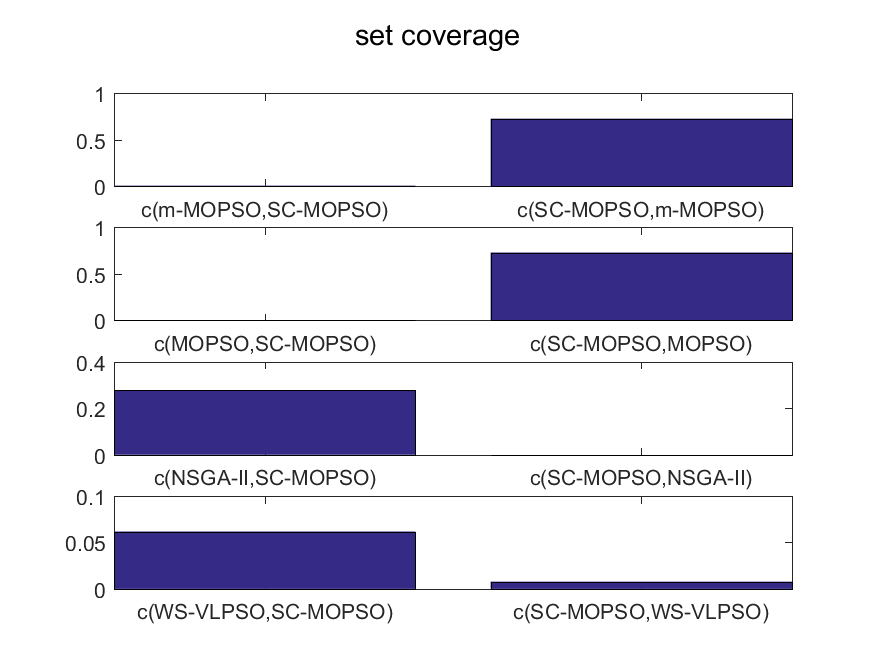 set coverage
1
0.5
0
c(m-MOPSO,SC-MOPSO) c(SC-MOPSO,m-MOPSO)
1
0.5
0
c(MOPSO,SC-MOPSO) c(SC-MOPSO,MOPSO)
0.4
0.2
0
c(NSGA-II,SC-MOPSO) c(SC-MOPSO,NSGA-II)
0.1
0.05
0
c(WS-VLPSO,SC-MOPSO) c(SC-MOPSO,WS-VLPSO)